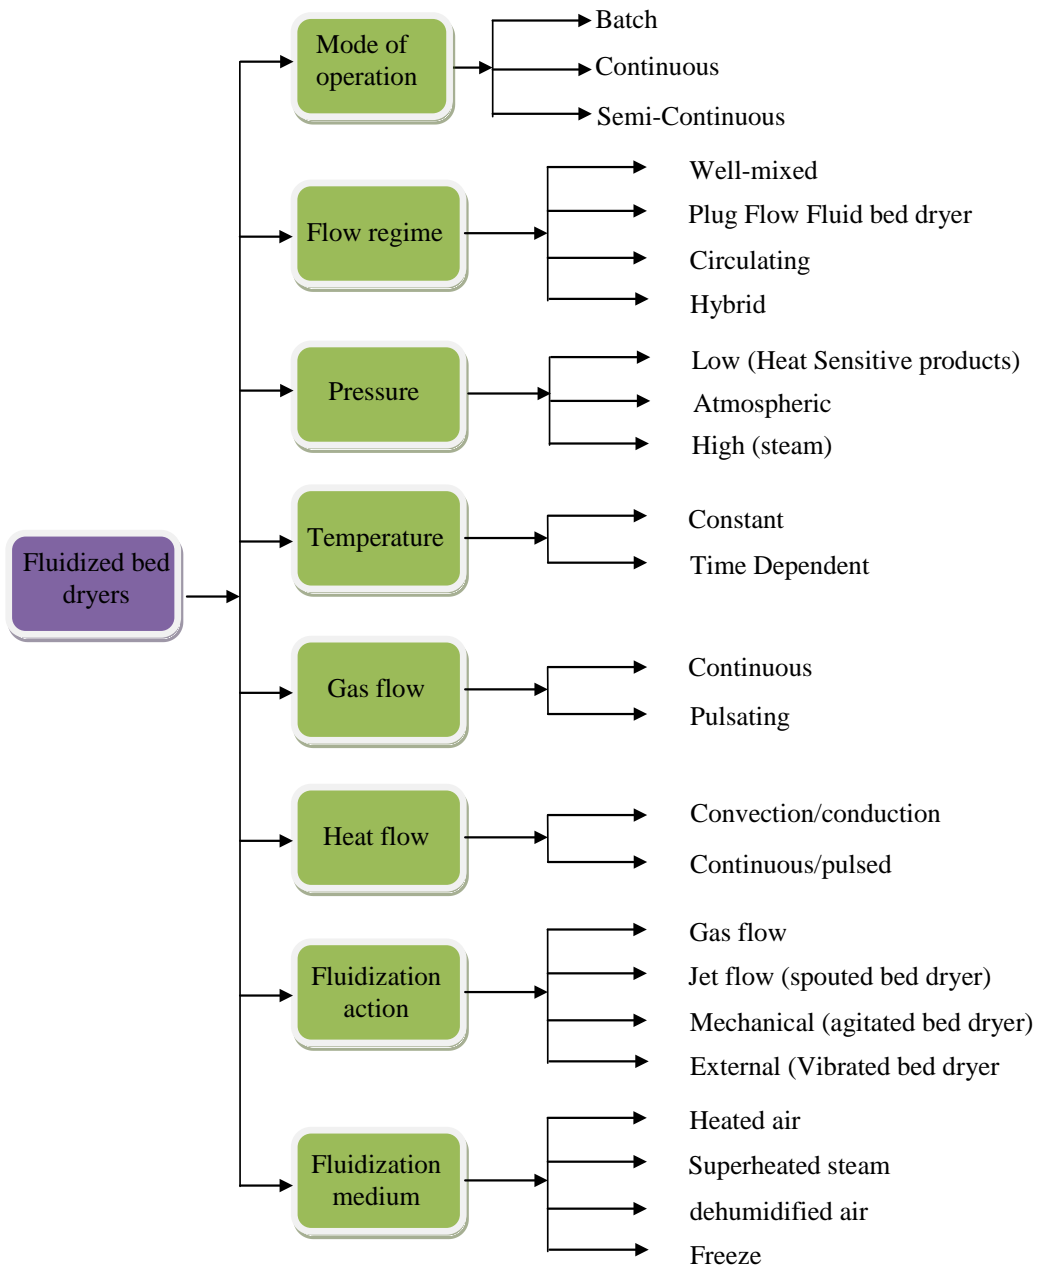 Fluidized bed
dryers
Mode of
operation
Batch
Continuous
Semi-Continuous
Flow regime
Well-mixed
Plug Flow Fluid bed dryer
Circulating
Hybrid
Pressure
Low (Heat Sensitive products)
Atmospheric
High (steam)
Temperature
Constant
Time Dependent
Gas flow
Continuous
Pulsating
Heat flow
Convection/conduction
Continuous/pulsed
Fluidization
action
Gas flow
Jet flow (spouted bed dryer)
Mechanical (agitated bed dryer)
External (Vibrated bed dryer
Fluidization
medium
Heated air
Superheated steam
dehumidified air
Freeze